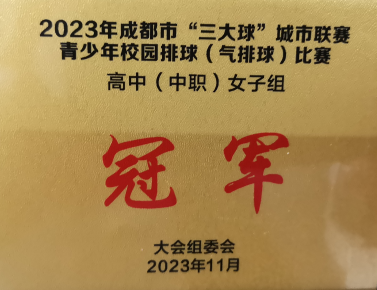 2023年成都市“三大球”城市联赛
青少年校园排球（气排球）比赛
高中（中职）女子组
冠军
大会组委会
2023年11月